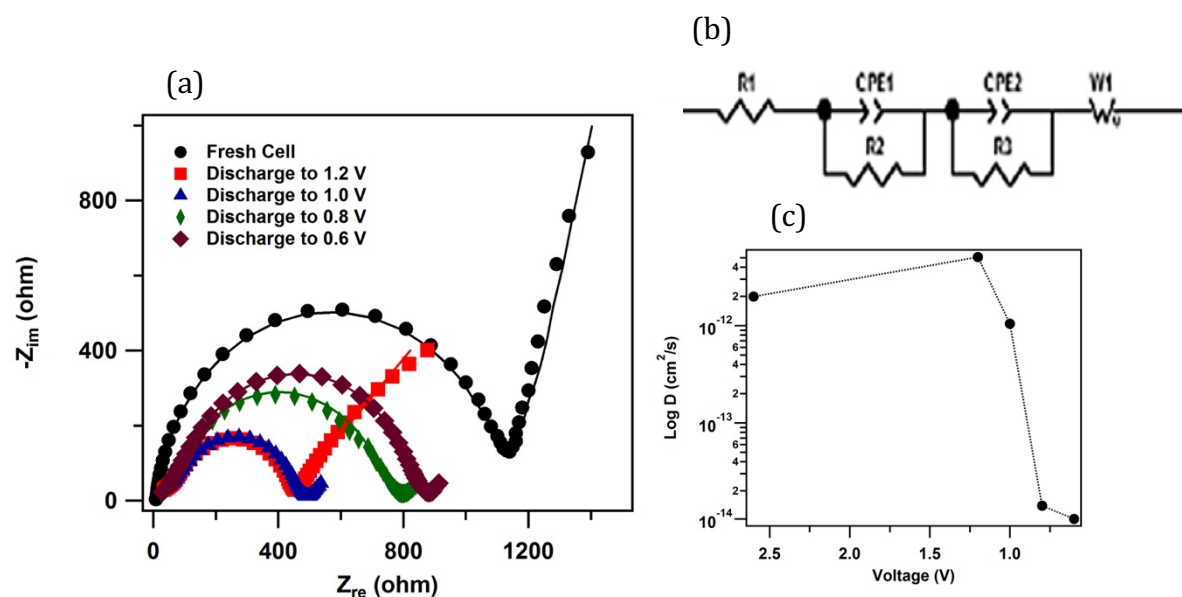 (a)
Fresh Cell
Discharge to 1.2 V
Discharge to 1.0 V
Discharge to 0.8 V
Discharge to 0.6 V
800
400
0
-Zim (ohm)
0
400
800
1200
Zre (ohm)
(b)
R1
CPE1
CPE2
W1
R2
R3
(c)
4
2
10^-12
4
2
10^-13
4
2
10^-14
Log D (cm^2/s)
2.5
2.0
1.5
1.0
Voltage (V)